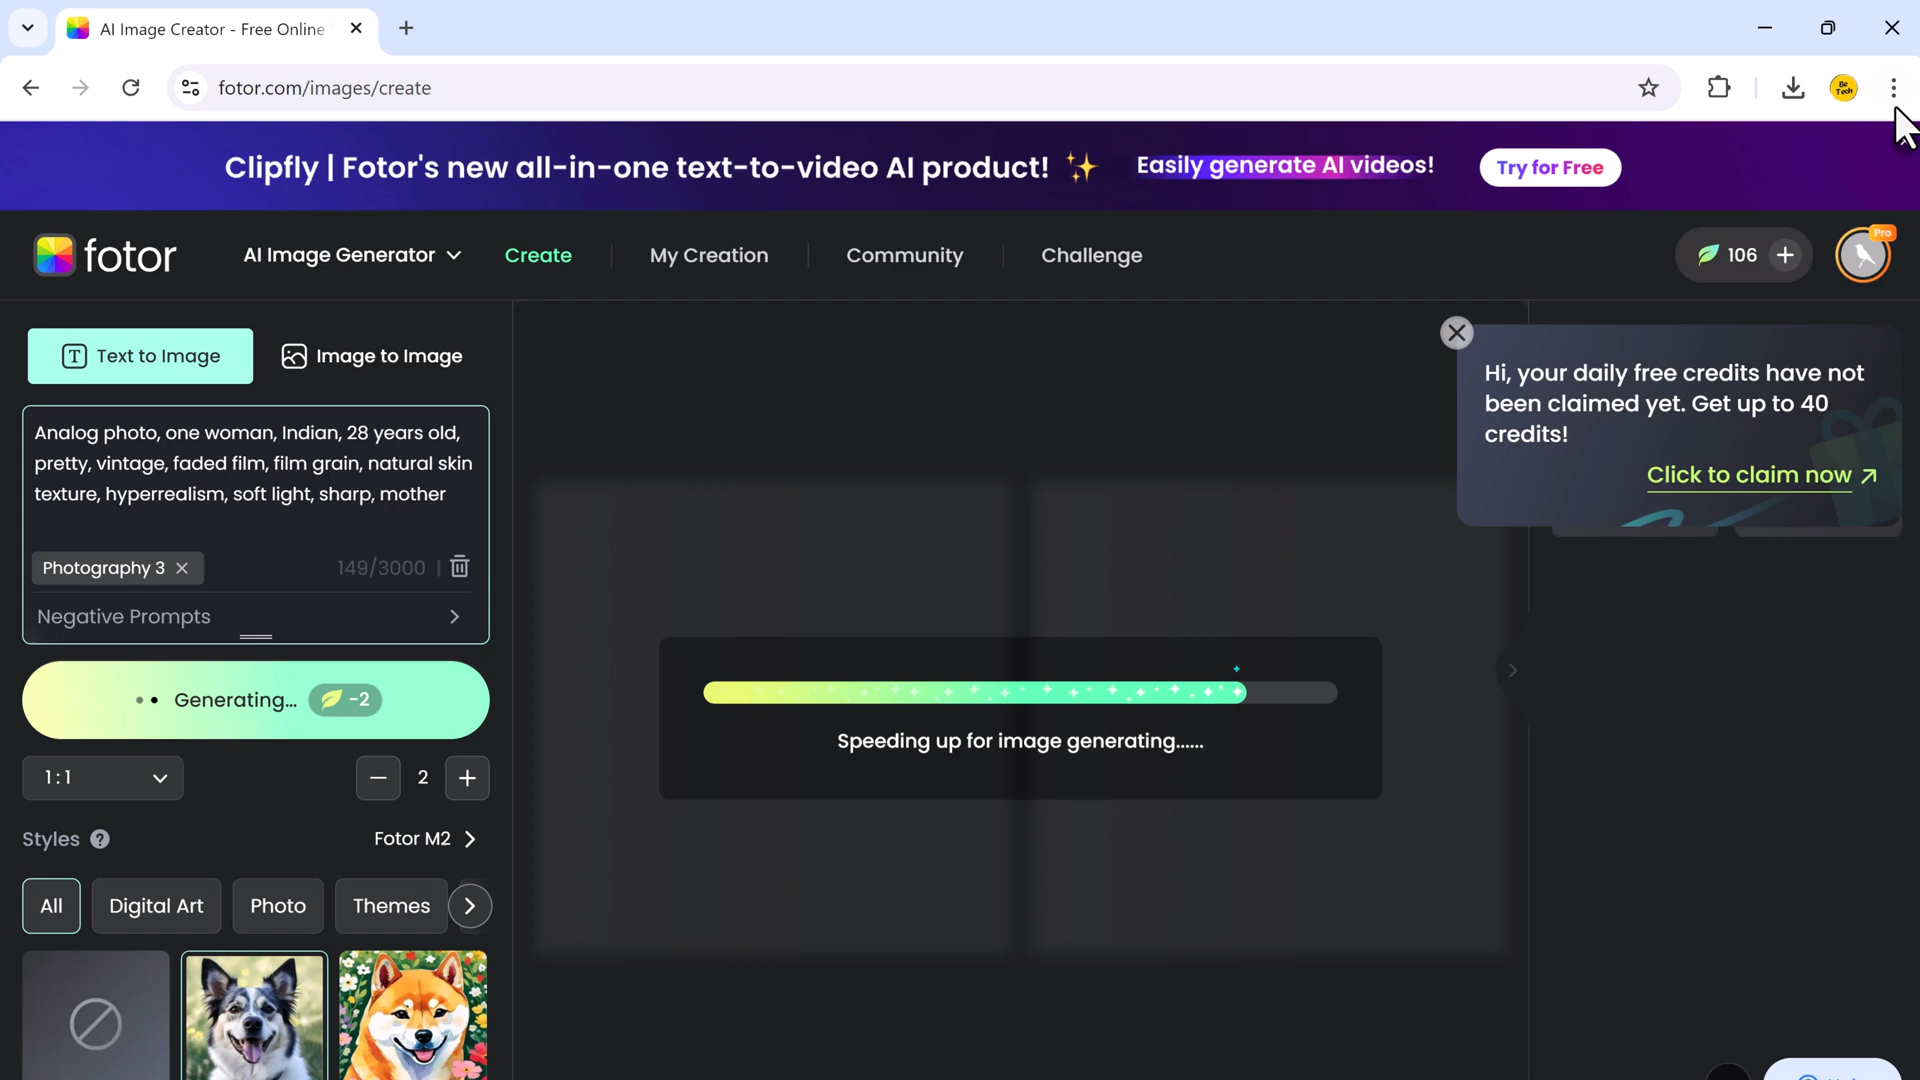 AI Image Creator - Free Online
fotor.com/images/create
Be
Tech
Clipfly | Fotor's new all-in-one text-to-video AI product! Easily generate AI videos! Try for Free
fotor AI Image Generator Create My Creation Community Challenge 106 Pro
T Text to Image Image to Image
Hi, your daily free credits have not
been claimed yet. Get up to 40
credits!
Click to claim now
Analog photo, one woman, Indian, 28 years old,
pretty, vintage, faded film, film grain, natural skin
texture, hyperrealism, soft light, sharp, mother
Photography 3 149/3000
Negative Prompts
Generating... -2
Speeding up for image generating......
1:1 2
Styles ? Fotor M2
All Digital Art Photo Themes